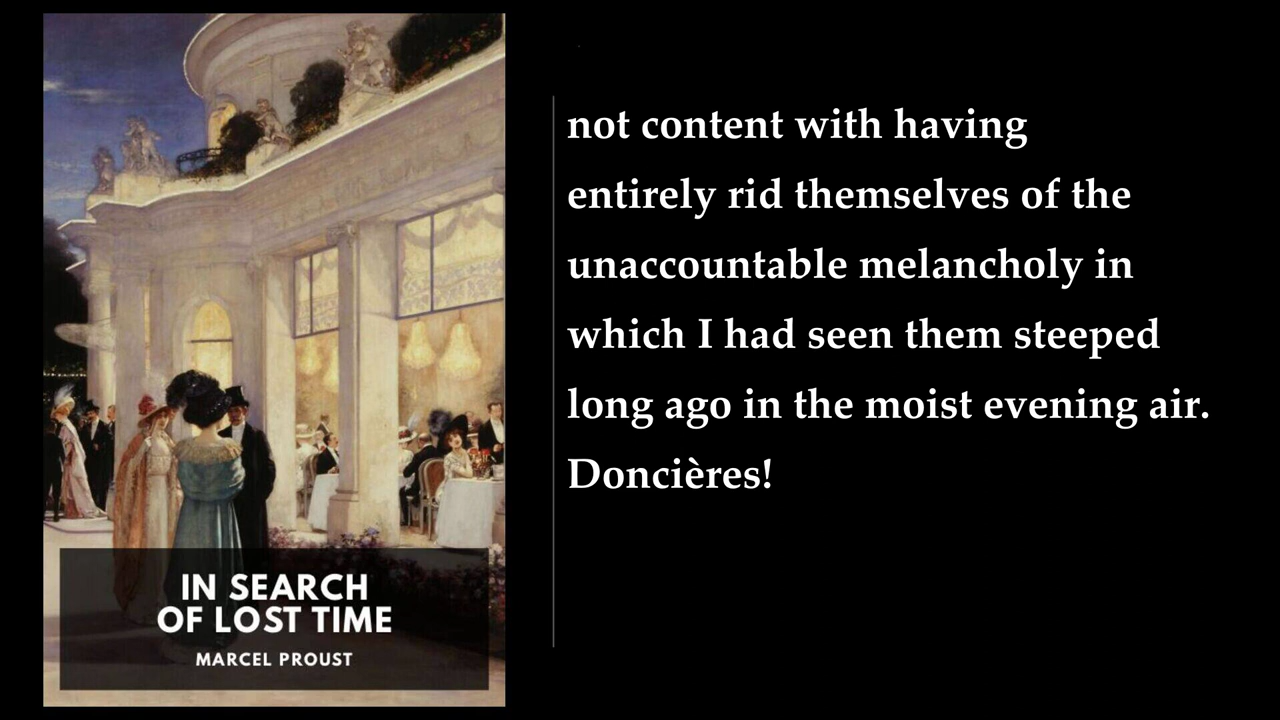 not content with having
entirely rid themselves of the
unaccountable melancholy in
which I had seen them steeped
long ago in the moist evening air.
Doncières!
IN SEARCH
OF LOST TIME
MARCEL PROUST